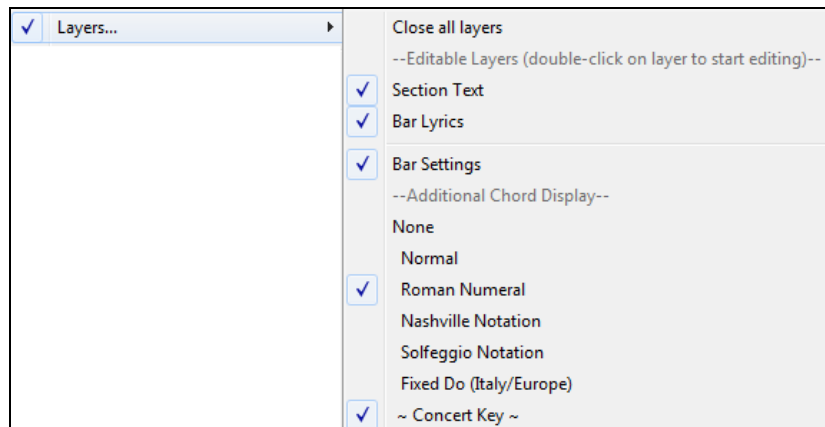 Layers...
Close all layers
--Editable Layers (double-click on layer to start editing)--
Section Text
Bar Lyrics
Bar Settings
--Additional Chord Display--
None
Normal
Roman Numeral
Nashville Notation
Solfeggio Notation
Fixed Do (Italy/Europe)
~ Concert Key ~